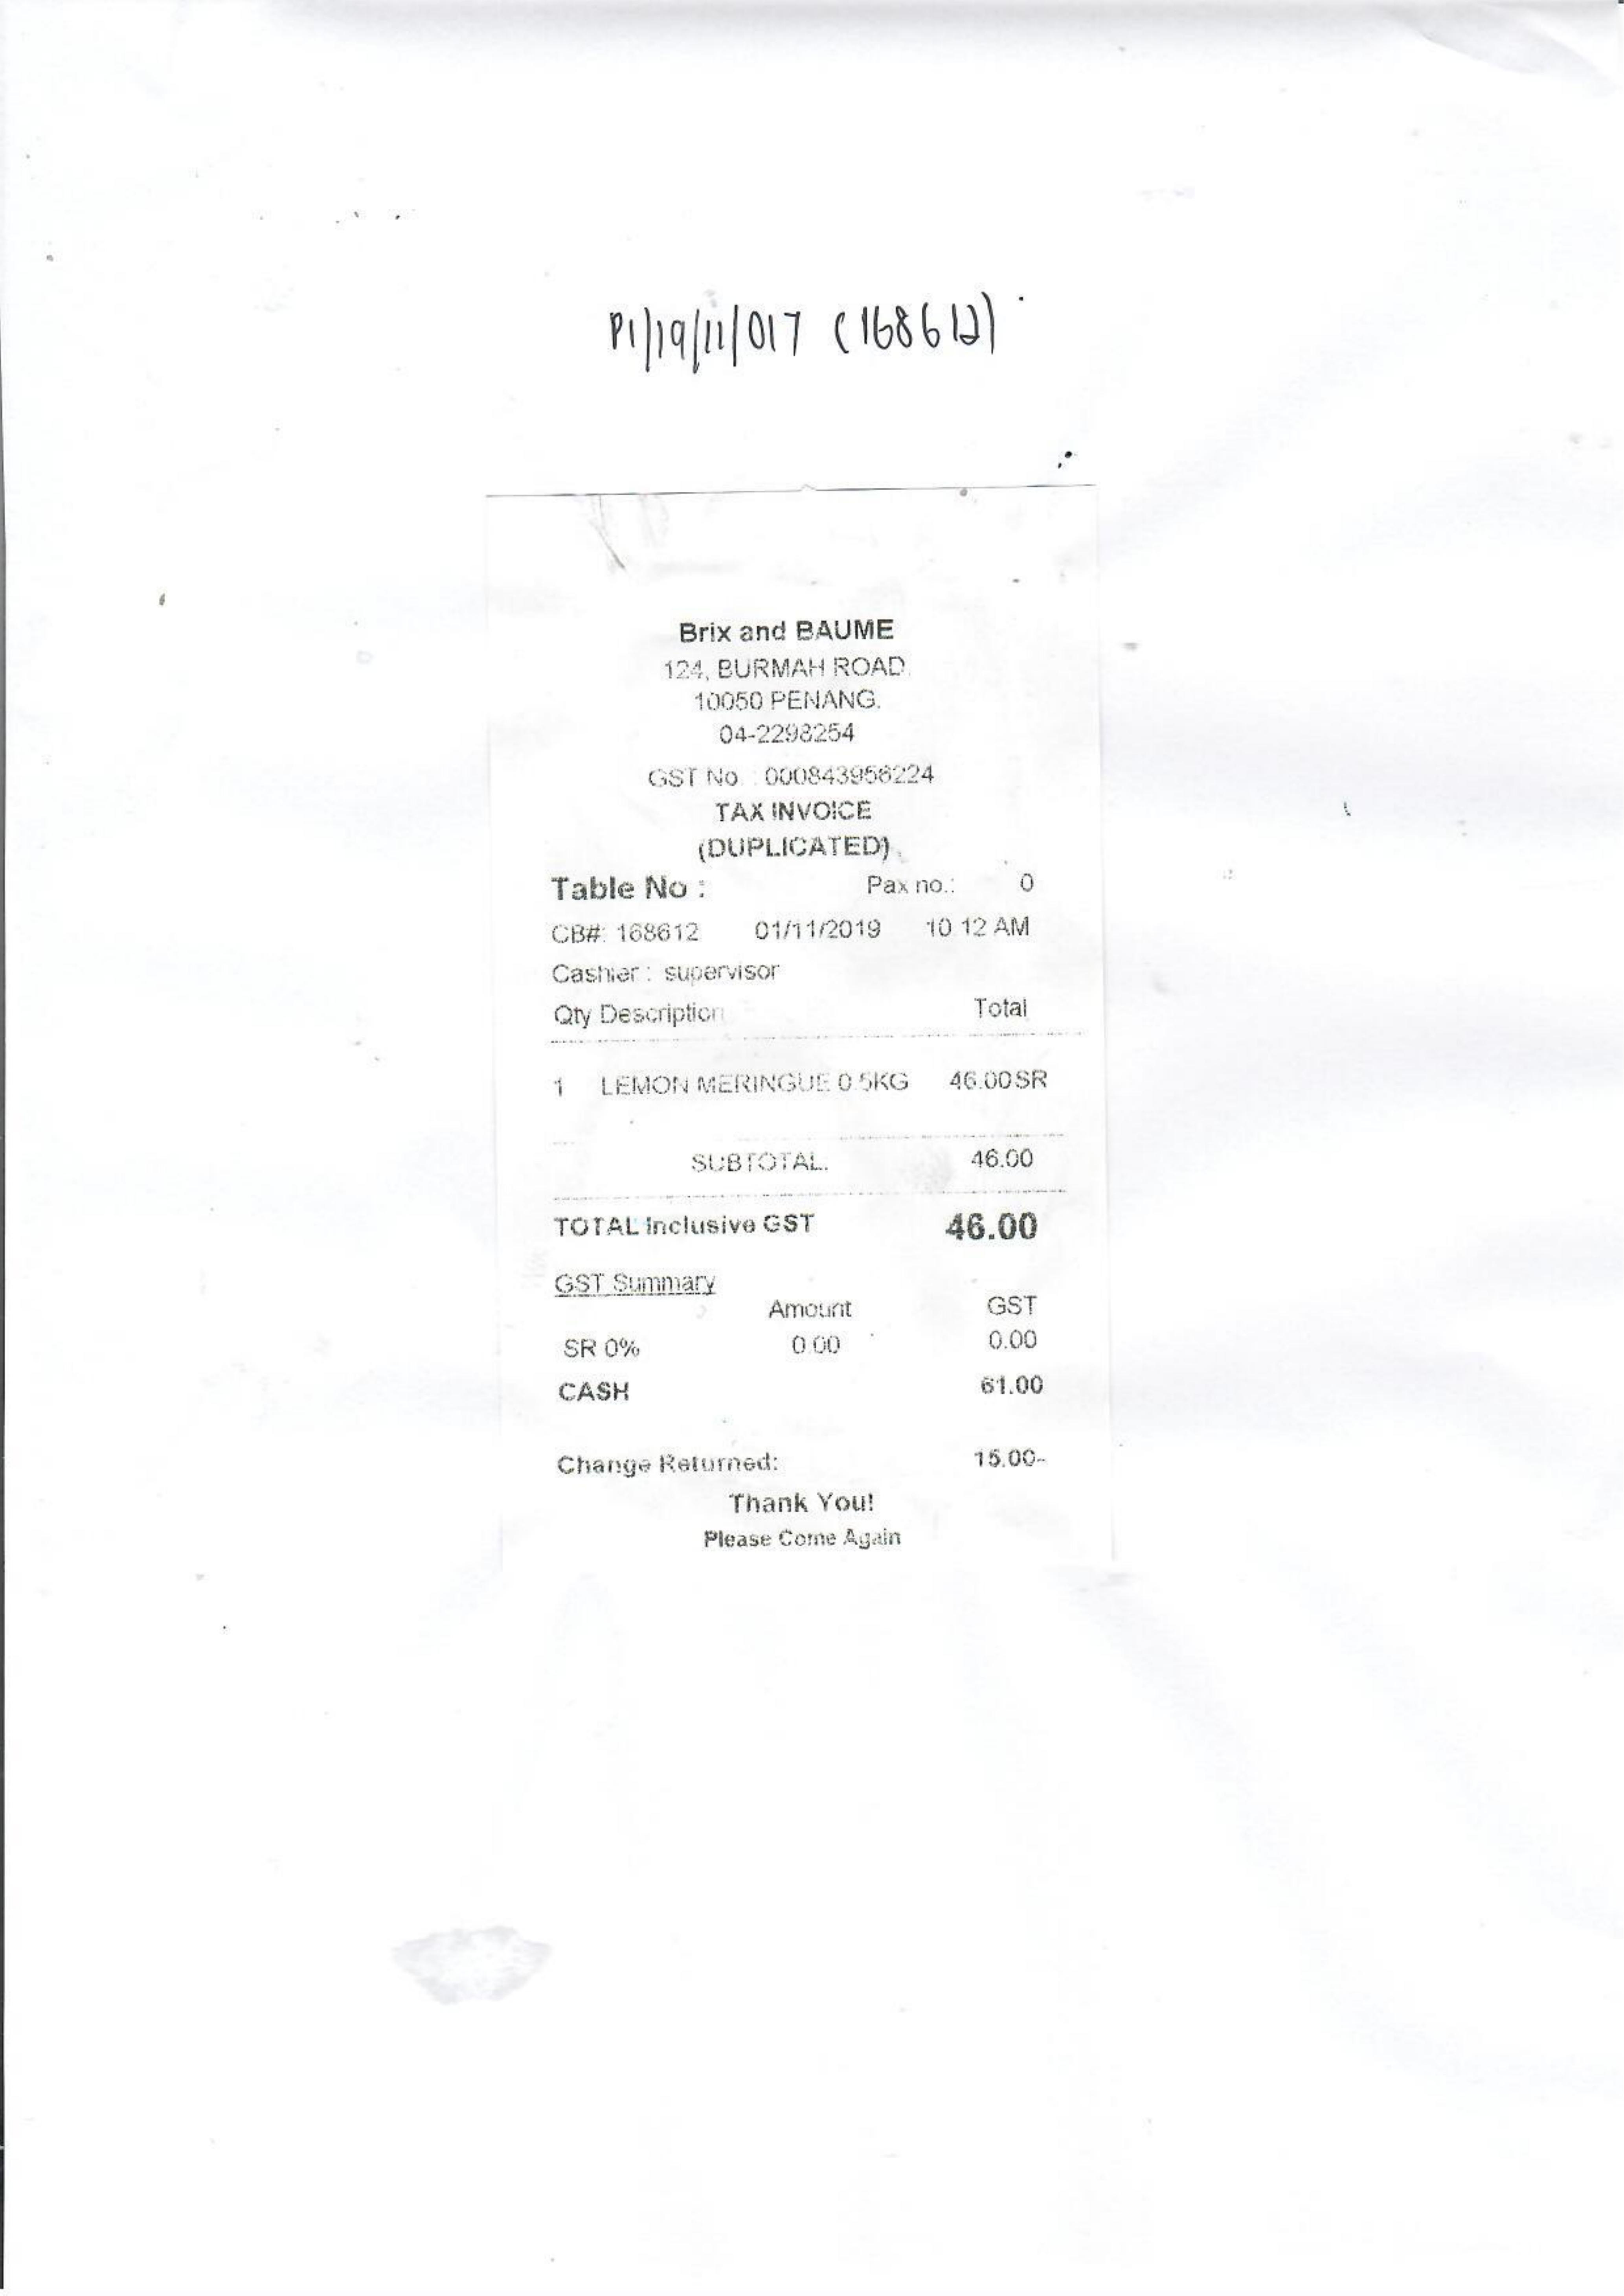 P1/19/11/017 (168612)
Brix and BAUME
124, BURMAH ROAD,
10050 PENANG.
04-2298254
GST No. : 000843956224
TAX INVOICE
(DUPLICATED)
Table No : Pax no.: 0
CB#: 168612 01/11/2019 10:12 AM
Cashier : supervisor
Qty Description Total
1 LEMON MERINGUE 0.5KG 46.00SR
SUBTOTAL. 46.00
TOTAL Inclusive GST 46.00
GST Summary
Amount GST
SR 0% 0.00 0.00
CASH 61.00
Change Returned: 15.00-
Thank You!
Please Come Again